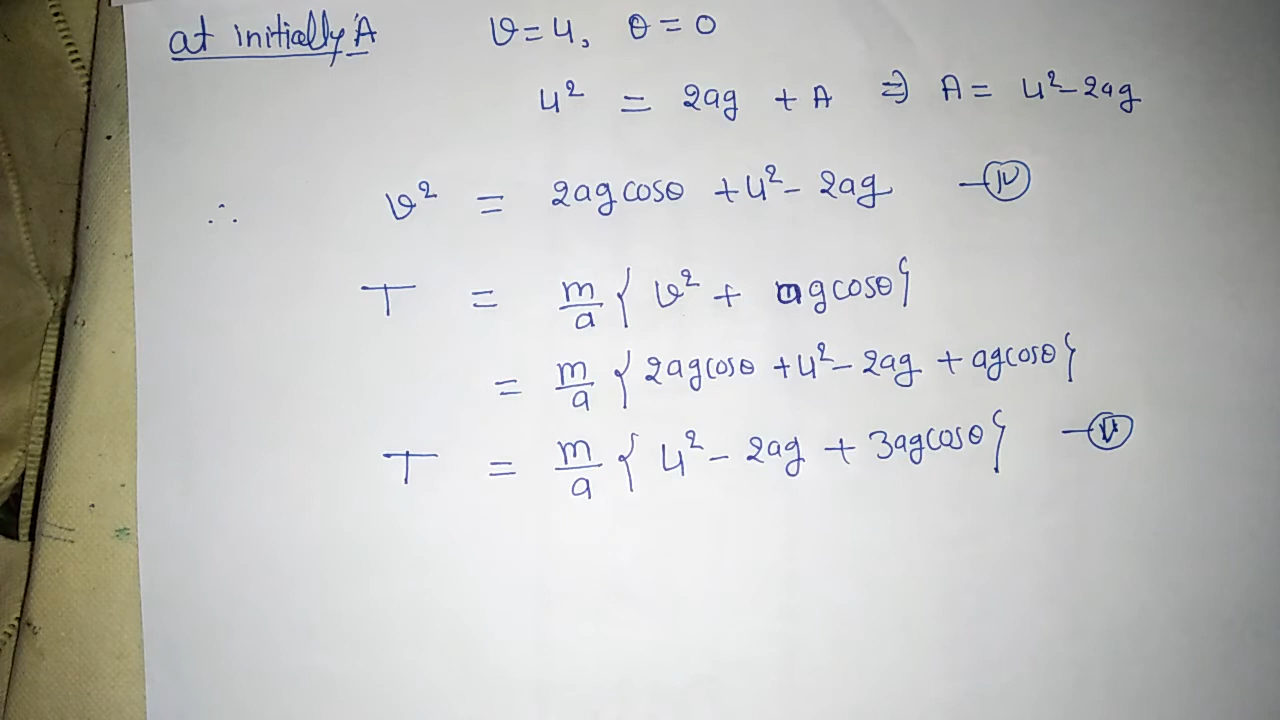 at initially A v=u, θ=0
u² = 2ag + A ⇒ A = u²-2ag
∴ v² = 2ag cosθ + u² - 2ag —(IV)
T = m/a { v² + ag cosθ}
= m/a { 2ag cosθ + u² - 2ag + ag cosθ}
T = m/a { u² - 2ag + 3ag cosθ} —(V)